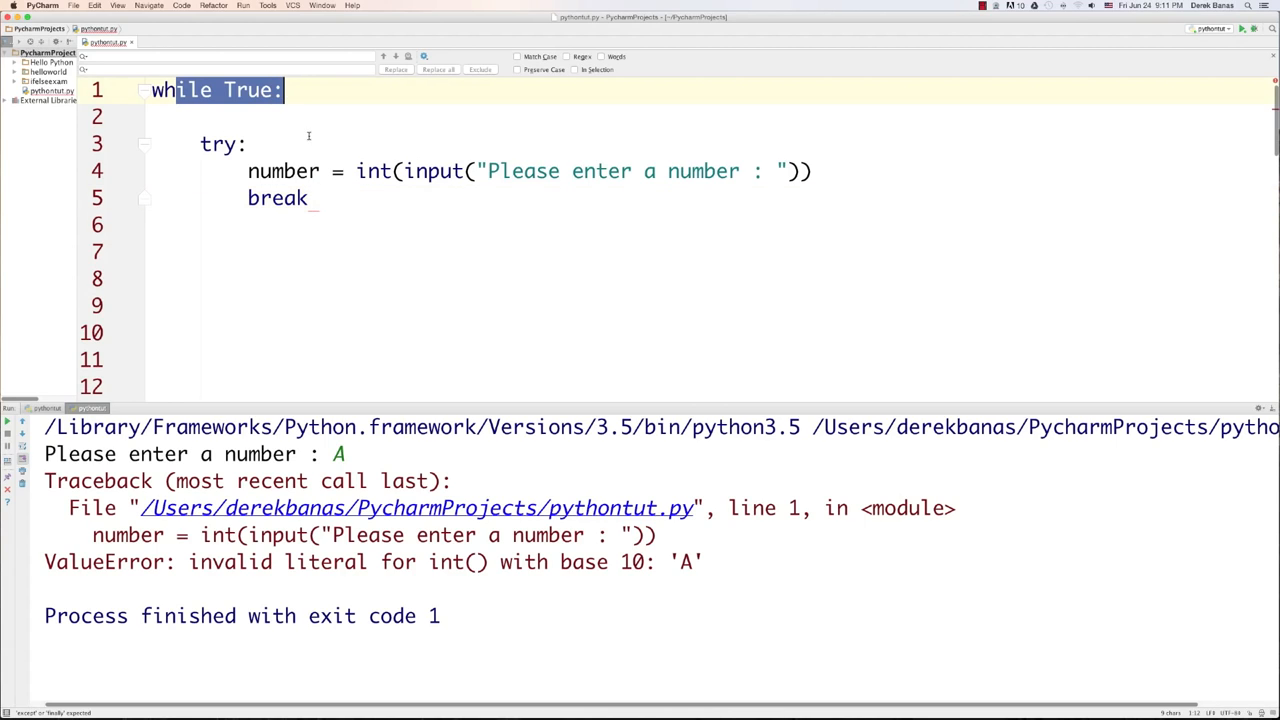 PyCharm File Edit View Navigate Code Refactor Run Tools VCS Window Help 10 Fri Jun 24 9:11 PM Derek Banas
pythontut.py - PycharmProjects - [~/PycharmProjects]
PycharmProjects pythontut.py pythontut
pythontut.py ×
PycharmProject
Hello Python
helloworld
ifelseexam
pythontut.py
External Librarie
Match Case Regex Words
Replace Replace all Exclude Preserve Case In Selection
1 while True:
2
3 try:
4 number = int(input("Please enter a number : "))
5 break
6
7
8
9
10
11
12
Run: pythontut pythontut
/Library/Frameworks/Python.framework/Versions/3.5/bin/python3.5 /Users/derekbanas/PycharmProjects/pytho
Please enter a number : A
Traceback (most recent call last):
File "/Users/derekbanas/PycharmProjects/pythontut.py", line 1, in <module>
number = int(input("Please enter a number : "))
ValueError: invalid literal for int() with base 10: 'A'
Process finished with exit code 1
'except' or 'finally' expected 9 chars 1:12 LF÷ UTF-8÷